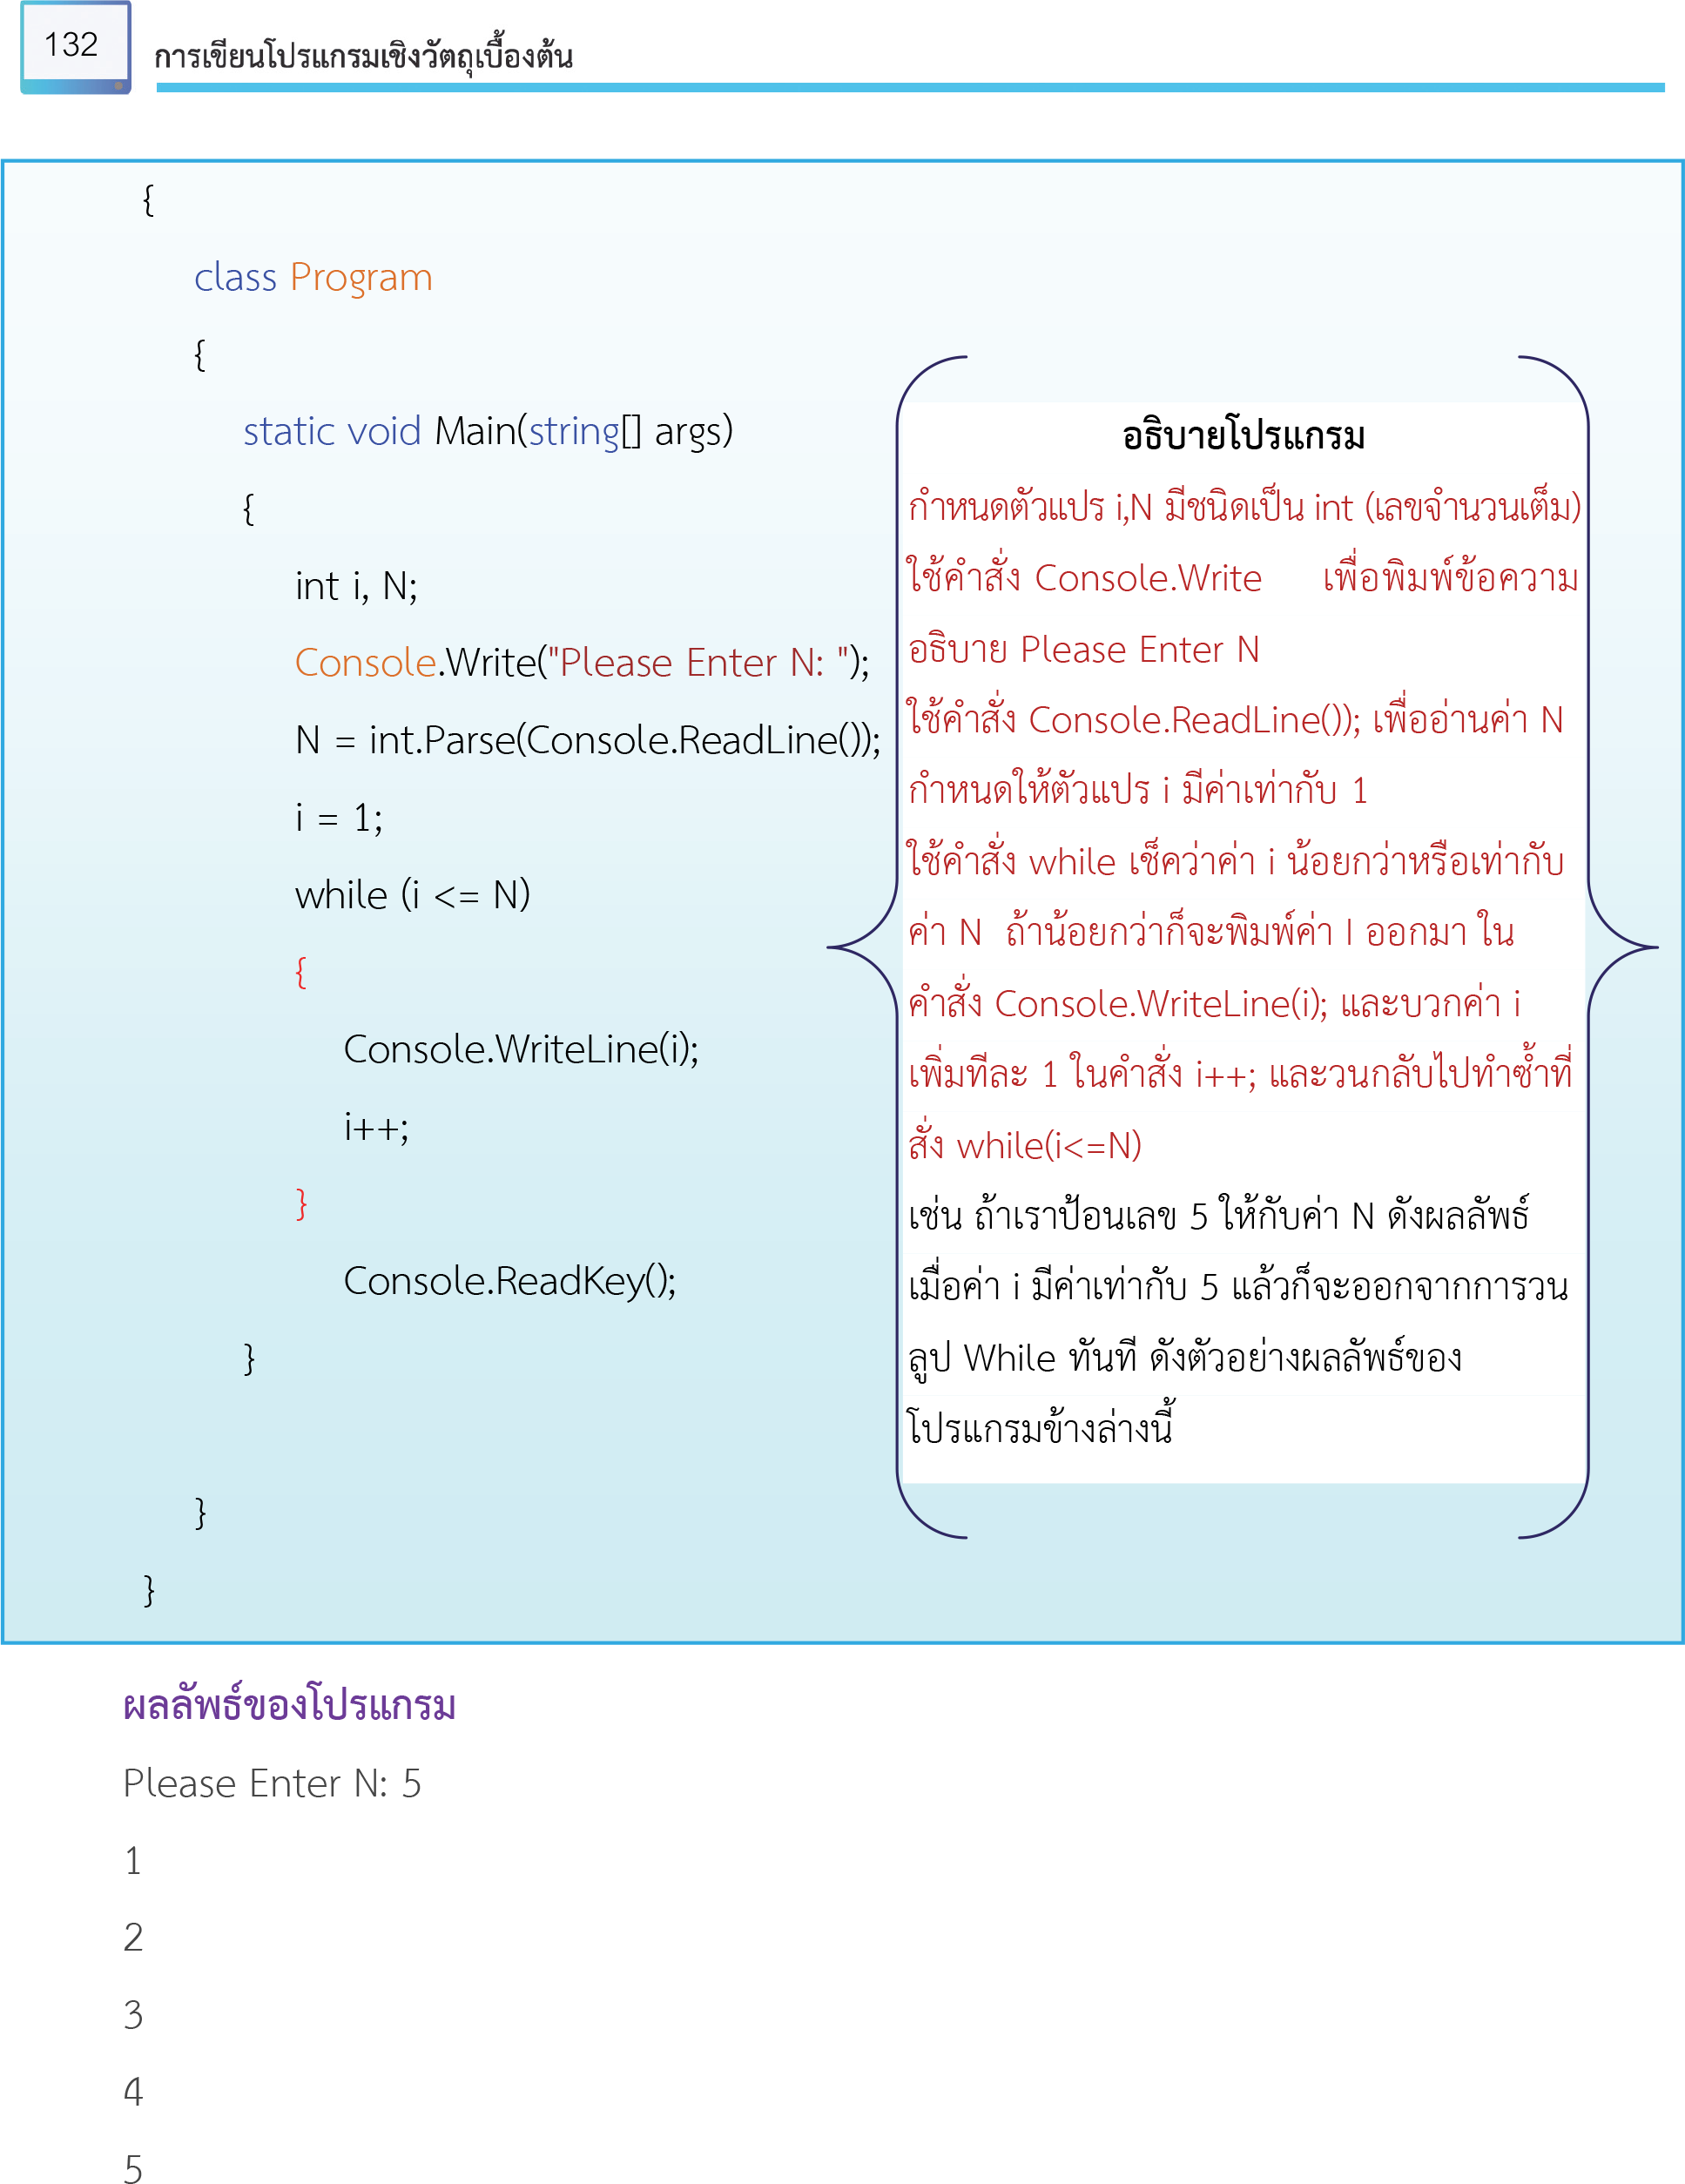 132
การเขียนโปรแกรมเชิงวัตถุเบื้องต้น
{
class Program
{
static void Main(string[] args)
{
int i, N;
Console.Write("Please Enter N: ");
N = int.Parse(Console.ReadLine());
i = 1;
while (i <= N)
{
Console.WriteLine(i);
i++;
}
Console.ReadKey();
}
}
}
อธิบายโปรแกรม
กำหนดตัวแปร i,N มีชนิดเป็น int (เลขจำนวนเต็ม)
ใช้คำสั่ง Console.Write เพื่อพิมพ์ข้อความ
อธิบาย Please Enter N
ใช้คำสั่ง Console.ReadLine()); เพื่ออ่านค่า N
กำหนดให้ตัวแปร i มีค่าเท่ากับ 1
ใช้คำสั่ง while เช็คว่าค่า i น้อยกว่าหรือเท่ากับ
ค่า N ถ้าน้อยกว่าก็จะพิมพ์ค่า I ออกมา ใน
คำสั่ง Console.WriteLine(i); และบวกค่า i
เพิ่มทีละ 1 ในคำสั่ง i++; และวนกลับไปทำซ้ำที่
สั่ง while(i<=N)
เช่น ถ้าเราป้อนเลข 5 ให้กับค่า N ดังผลลัพธ์
เมื่อค่า i มีค่าเท่ากับ 5 แล้วก็จะออกจากการวน
ลูป While ทันที ดังตัวอย่างผลลัพธ์ของ
โปรแกรมข้างล่างนี้
ผลลัพธ์ของโปรแกรม
Please Enter N: 5
1
2
3
4
5